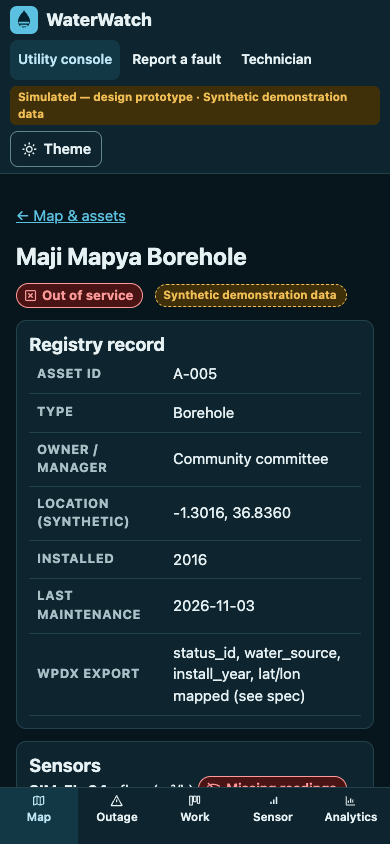 WaterWatch
Utility console
Report a fault
Technician
Simulated — design prototype · Synthetic demonstration
data
Theme
← Map & assets
Maji Mapya Borehole
Out of service
Synthetic demonstration data
Registry record
ASSET ID A-005
TYPE Borehole
OWNER /
MANAGER
Community committee
LOCATION
(SYNTHETIC)
-1.3016, 36.8360
INSTALLED 2016
LAST
MAINTENANCE
2026-11-03
WPDX EXPORT
status_id, water_source,
install_year, lat/lon
mapped (see spec)
Sensors
Missing readings
Map
Outage
Work
Sensor
Analytics